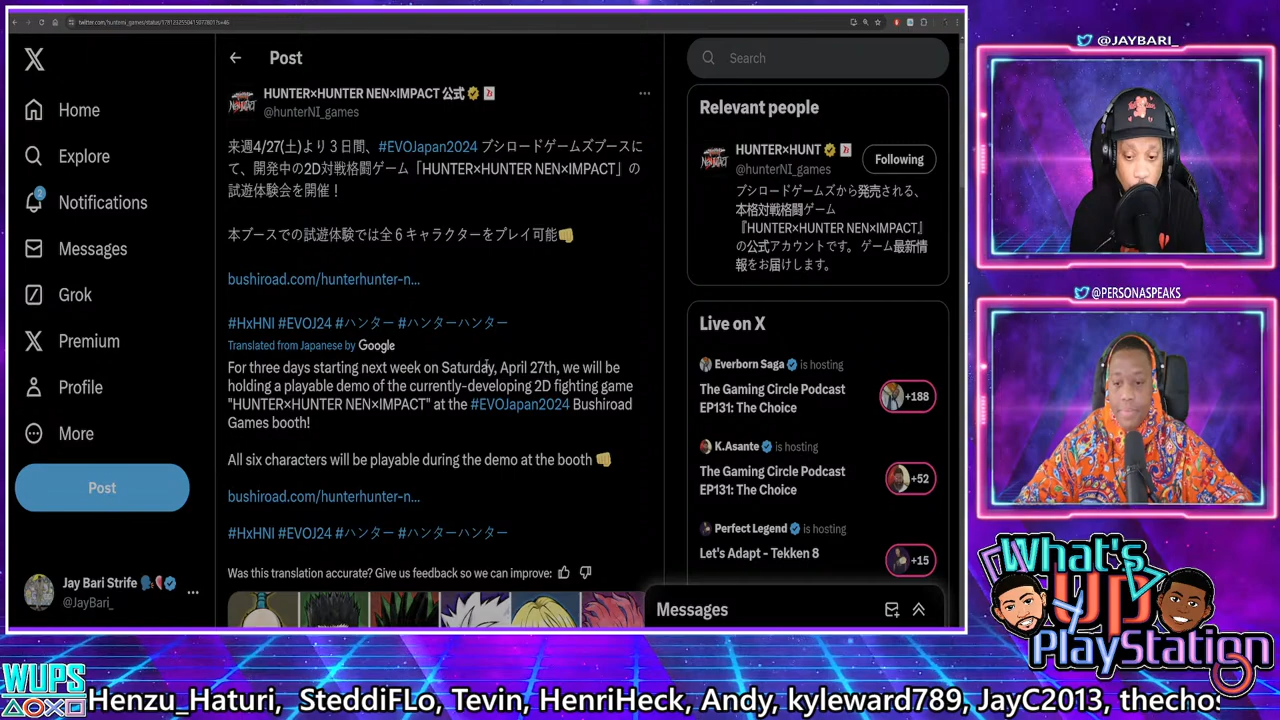 Post
HUNTER×HUNTER NEN×IMPACT 公式
@hunterNI_games
来週4/27(土)より３日間、#EVOJapan2024 ブシロードゲームズブースに
て、開発中の2D対戦格闘ゲーム「HUNTER×HUNTER NEN×IMPACT」の
試遊体験会を開催！
本ブースでの試遊体験では全６キャラクターをプレイ可能👊
bushiroad.com/hunterhunter-n...
#HxHNI #EVOJ24 #ハンター #ハンターハンター
Translated from Japanese by Google
For three days starting next week on Saturday, April 27th, we will be
holding a playable demo of the currently-developing 2D fighting game
"HUNTER×HUNTER NEN×IMPACT" at the #EVOJapan2024 Bushiroad
Games booth!
All six characters will be playable during the demo at the booth 👊
bushiroad.com/hunterhunter-n...
#HxHNI #EVOJ24 #ハンター #ハンターハンター
Was this translation accurate? Give us feedback so we can improve:
X
Home
Explore
2
Notifications
Messages
Grok
Premium
Profile
More
Post
Jay Bari Strife
@JayBari_
Search
Relevant people
HUNTER×HUNT
@hunterNI_games
Following
ブシロードゲームズから発売される、
本格対戦格闘ゲーム
『HUNTER×HUNTER NEN×IMPACT』
の公式アカウントです。 ゲーム最新情
報をお届けします。
Live on X
Everborn Saga is hosting
The Gaming Circle Podcast
EP131: The Choice
+188
K.Asante is hosting
The Gaming Circle Podcast
EP131: The Choice
+52
Perfect Legend is hosting
Let's Adapt - Tekken 8
+15
Messages
@JAYBARI_
@PERSONASPEAKS
What's
UP
PlayStation
WUPS
Henzu_Haturi, SteddiFLo, Tevin, HenriHeck, Andy, kyleward789, JayC2013, thechos